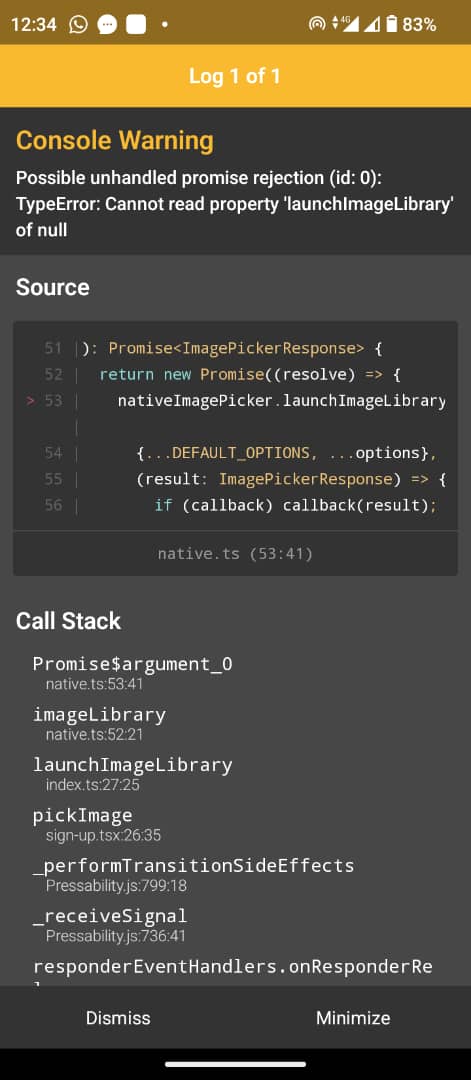 12:34 4G 83%
Log 1 of 1
Console Warning
Possible unhandled promise rejection (id: 0):
TypeError: Cannot read property 'launchImageLibrary'
of null
Source
51 | ): Promise<ImagePickerResponse> {
52 |   return new Promise((resolve) => {
> 53 |     nativeImagePicker.launchImageLibrary
|
54 |       {...DEFAULT_OPTIONS, ...options},
55 |       (result: ImagePickerResponse) => {
56 |         if (callback) callback(result);
native.ts (53:41)
Call Stack
Promise$argument_0
native.ts:53:41
imageLibrary
native.ts:52:21
launchImageLibrary
index.ts:27:25
pickImage
sign-up.tsx:26:35
_performTransitionSideEffects
Pressability.js:799:18
_receiveSignal
Pressability.js:736:41
responderEventHandlers.onResponderRe
Dismiss Minimize